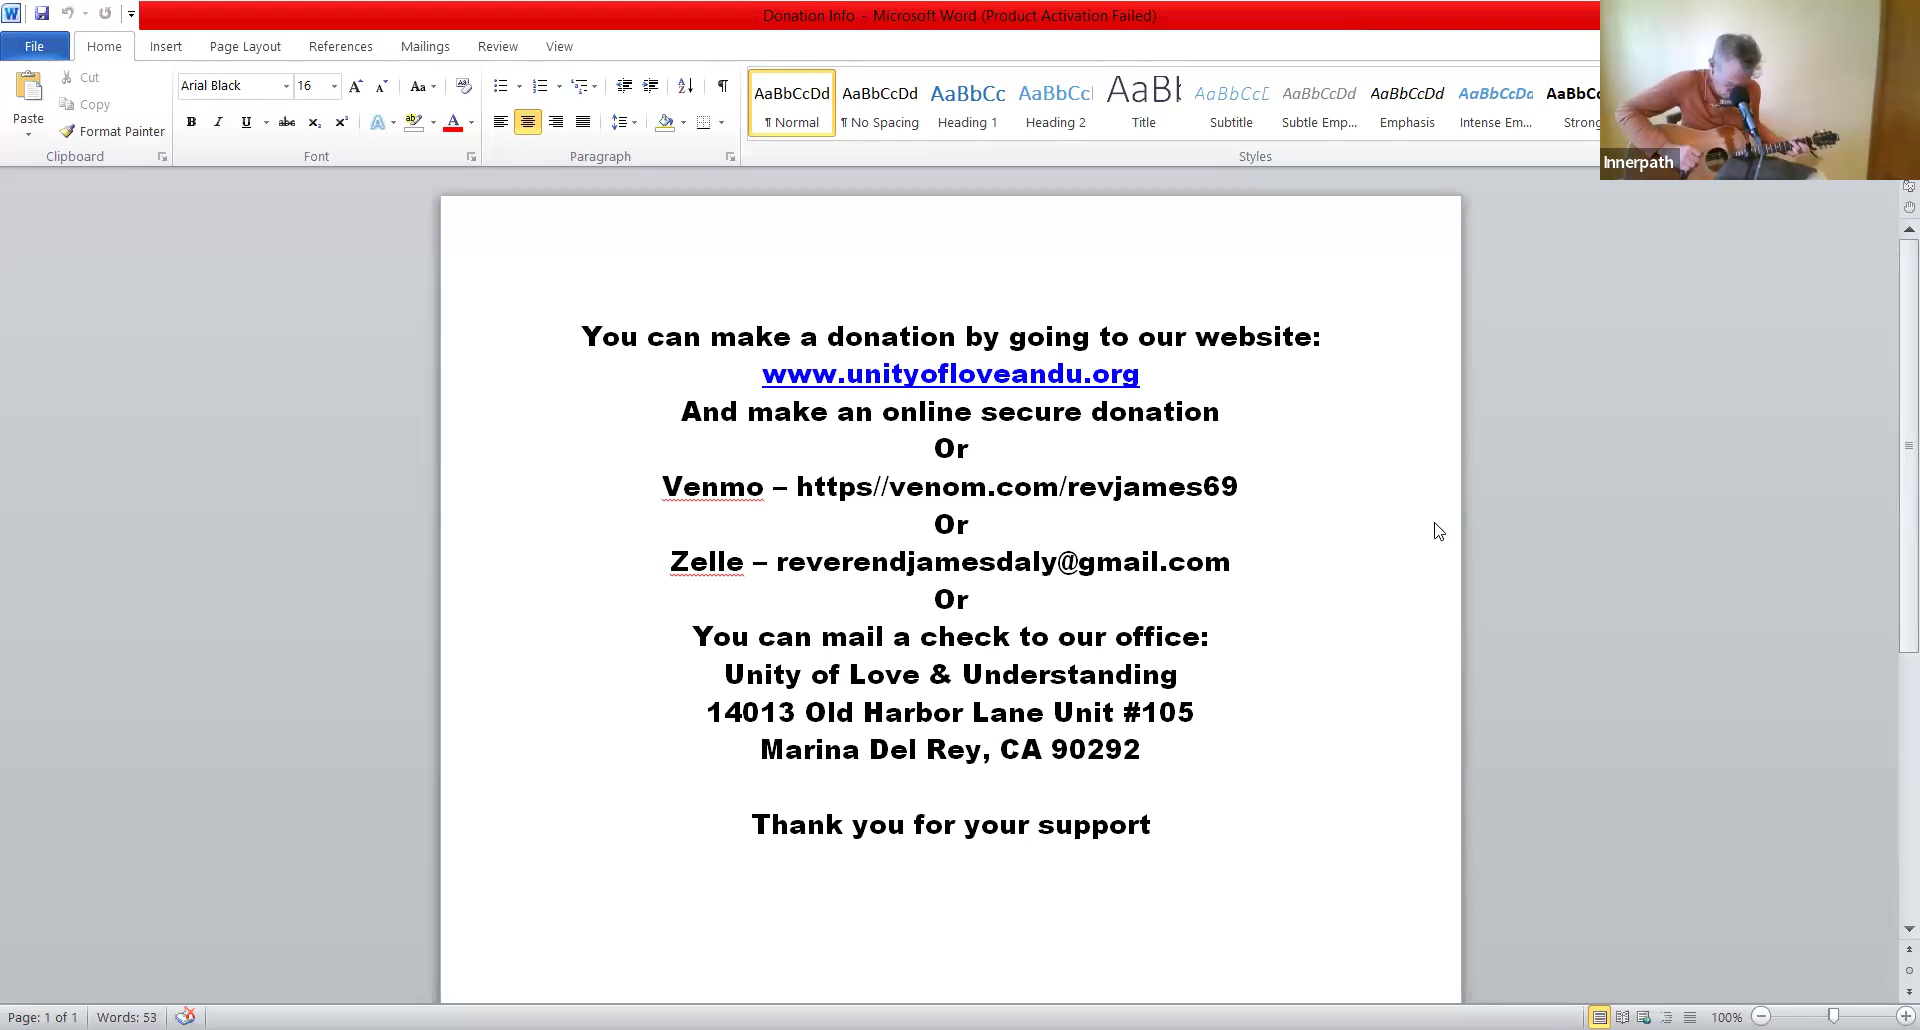 Donation Info - Microsoft Word (Product Activation Failed)
File Home Insert Page Layout References Mailings Review View
Paste
Cut
Copy
Format Painter
Clipboard
Arial Black 16
Font
Paragraph
AaBbCcDd AaBbCcDd AaBbCc AaBbCc AaBb AaBbCcD AaBbCcDd AaBbCcDd AaBbCcDd AaBbCc
¶ Normal ¶ No Spacing Heading 1 Heading 2 Title Subtitle Subtle Emp... Emphasis Intense Em... Strong
Styles
Innerpath
You can make a donation by going to our website:
www.unityofloveandu.org
And make an online secure donation
Or
Venmo – https//venom.com/revjames69
Or
Zelle – reverendjamesdaly@gmail.com
Or
You can mail a check to our office:
Unity of Love & Understanding
14013 Old Harbor Lane Unit #105
Marina Del Rey, CA 90292
Thank you for your support
Page: 1 of 1 Words: 53 100%